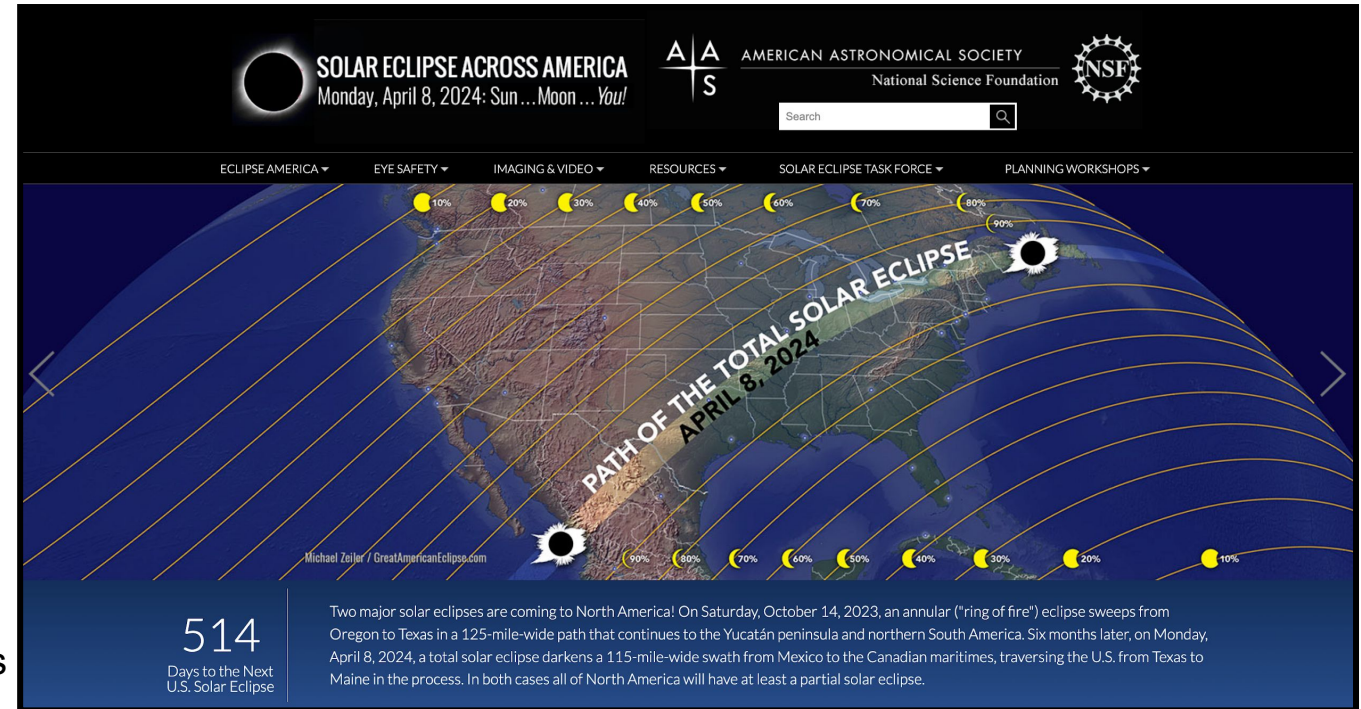 SOLAR ECLIPSE ACROSS AMERICA
Monday, April 8, 2024: Sun...Moon...You!
A A S
AMERICAN ASTRONOMICAL SOCIETY
National Science Foundation
NSF
Search
ECLIPSE AMERICA
EYE SAFETY
IMAGING & VIDEO
RESOURCES
SOLAR ECLIPSE TASK FORCE
PLANNING WORKSHOPS
10%
20%
30%
40%
50%
60%
70%
80%
90%
PATH OF THE TOTAL SOLAR ECLIPSE
APRIL 8, 2024
Michael Zeiler / GreatAmericanEclipse.com
90%
80%
70%
60%
50%
40%
30%
20%
10%
514
Days to the Next
U.S. Solar Eclipse
Two major solar eclipses are coming to North America! On Saturday, October 14, 2023, an annular ("ring of fire") eclipse sweeps from
Oregon to Texas in a 125-mile-wide path that continues to the Yucatán peninsula and northern South America. Six months later, on Monday,
April 8, 2024, a total solar eclipse darkens a 115-mile-wide swath from Mexico to the Canadian maritimes, traversing the U.S. from Texas to
Maine in the process. In both cases all of North America will have at least a partial solar eclipse.
s